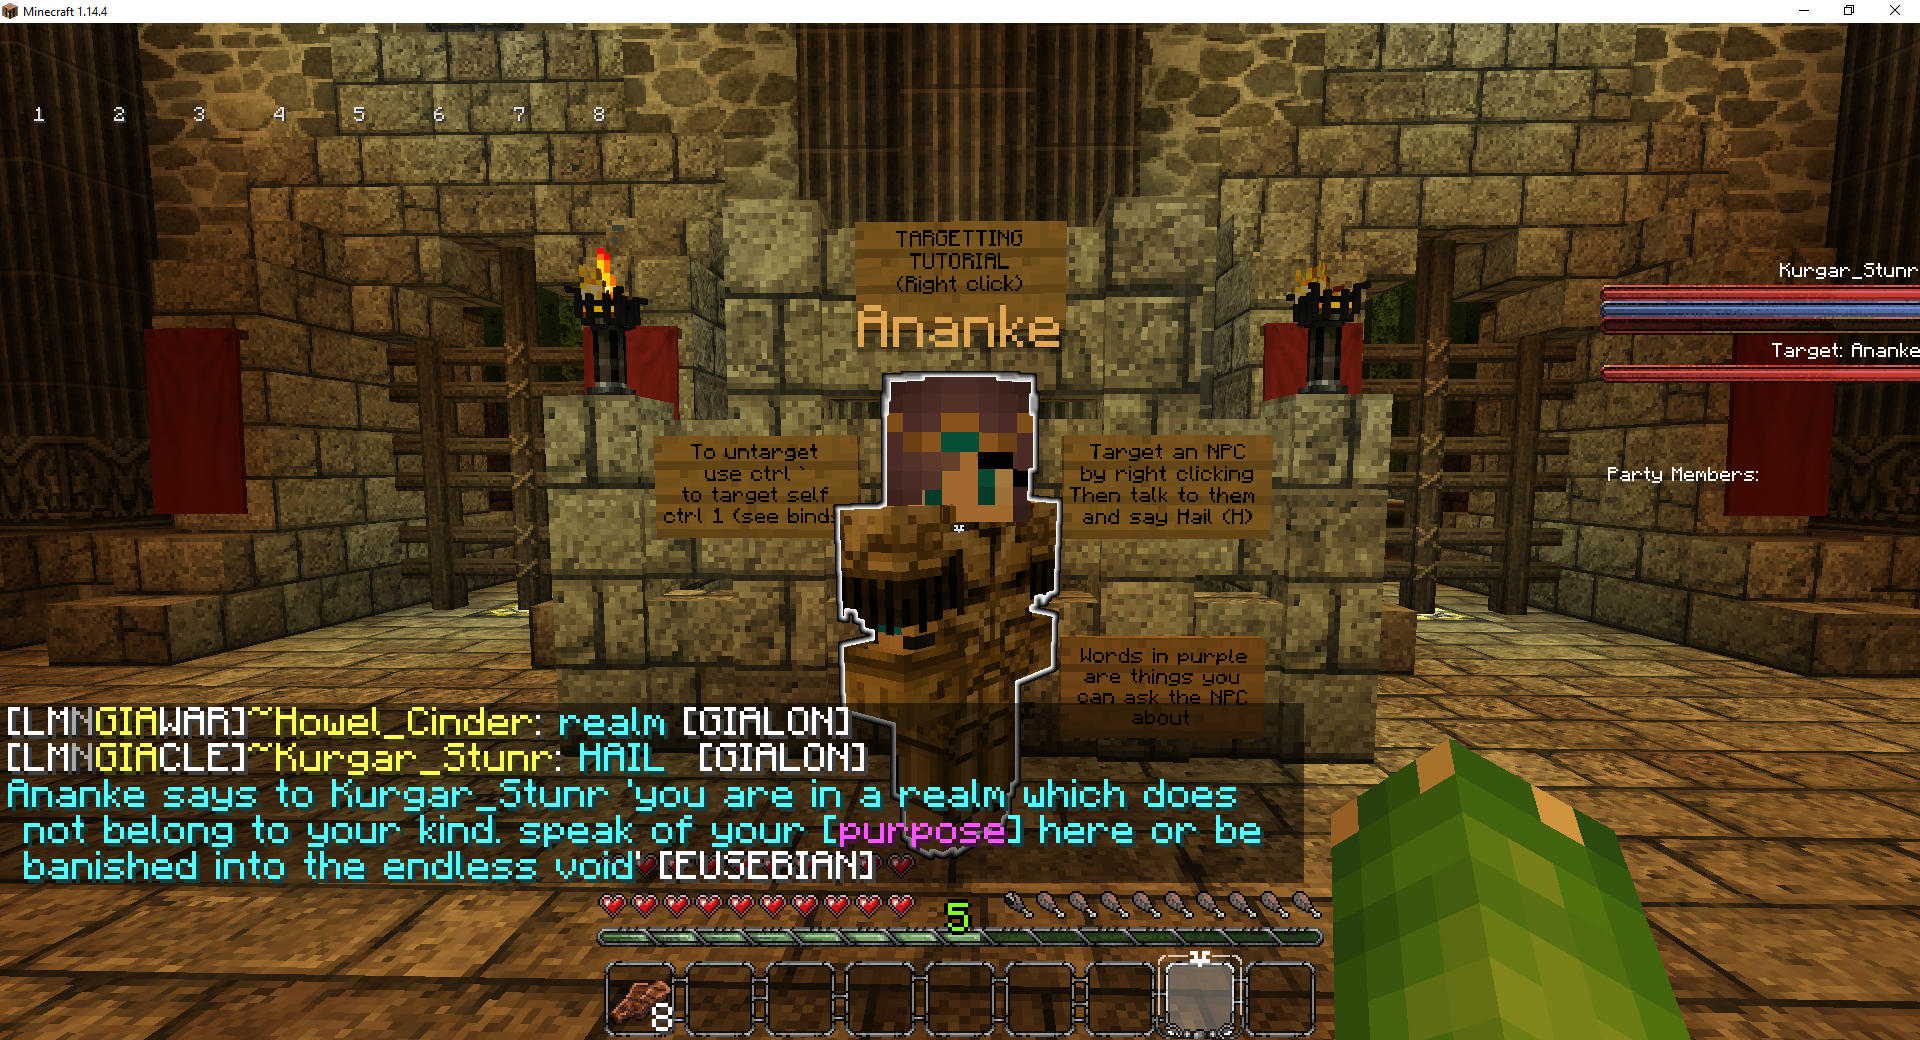 Minecraft 1.14.4
1 2 3 4 5 6 7 8
TARGETTING
TUTORIAL
(Right click)
Ananke
Kurgar_Stunr
Target: Ananke
Party Members:
To untarget
use ctrl `
to target self
ctrl 1 (see binds
Target an NPC
by right clicking
Then talk to them
and say Hail (H)
Words in purple
are things you
can ask the NPC
about
[LMNGIAWAR]~Howel_Cinder: realm [GIALON]
[LMNGIACLE]~Kurgar_Stunr: HAIL [GIALON]
Ananke says to Kurgar_Stunr 'you are in a realm which does
not belong to your kind. speak of your [purpose] here or be
banished into the endless void' [EUSEBIAN]
5
8